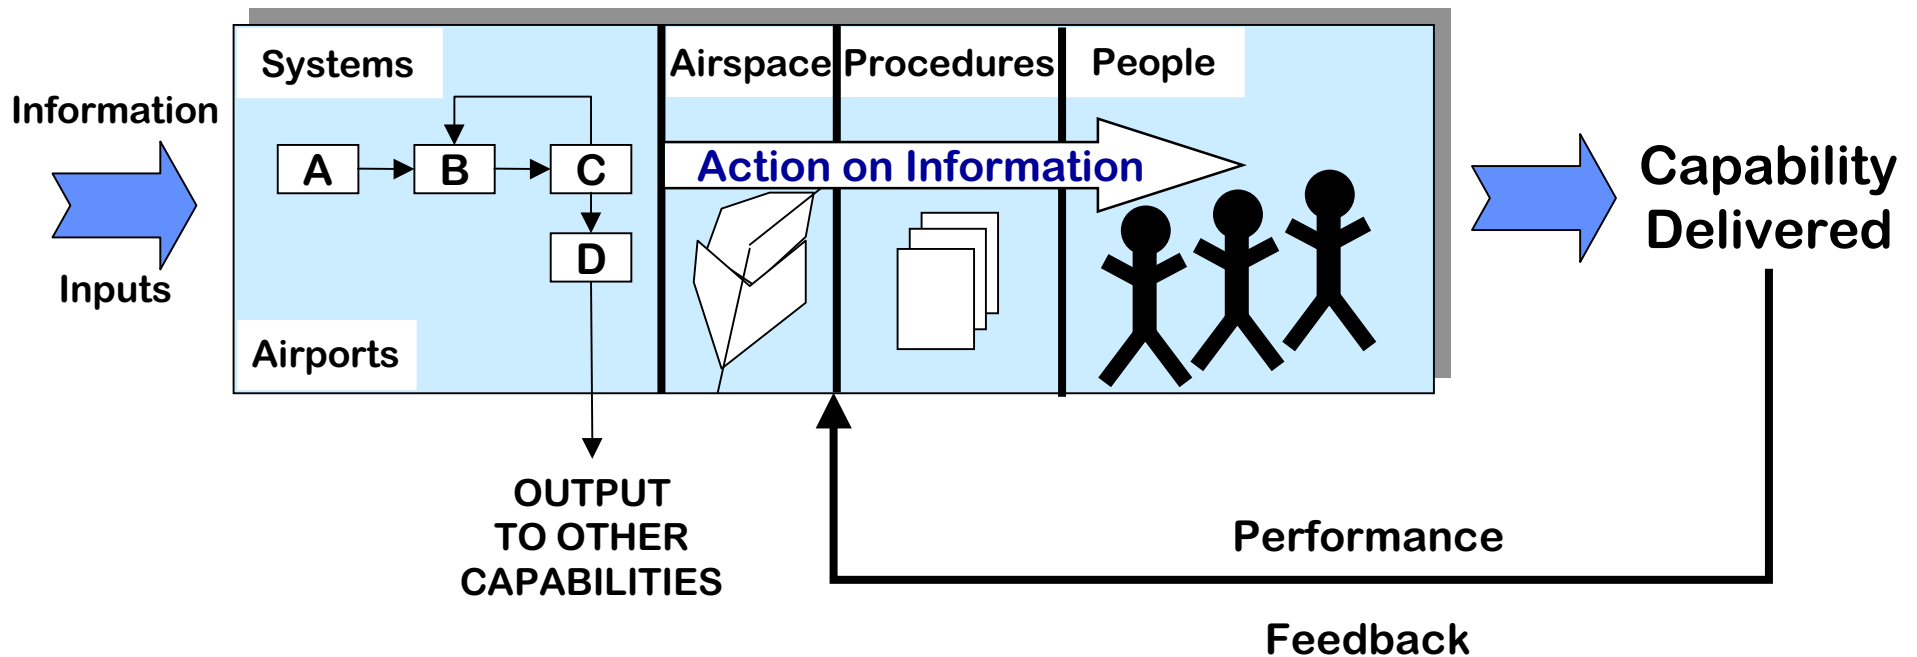 Information
Inputs
Systems
A
B
C
D
Airports
Airspace
Procedures
People
Action on Information
OUTPUT
TO OTHER
CAPABILITIES
Capability
Delivered
Performance
Feedback